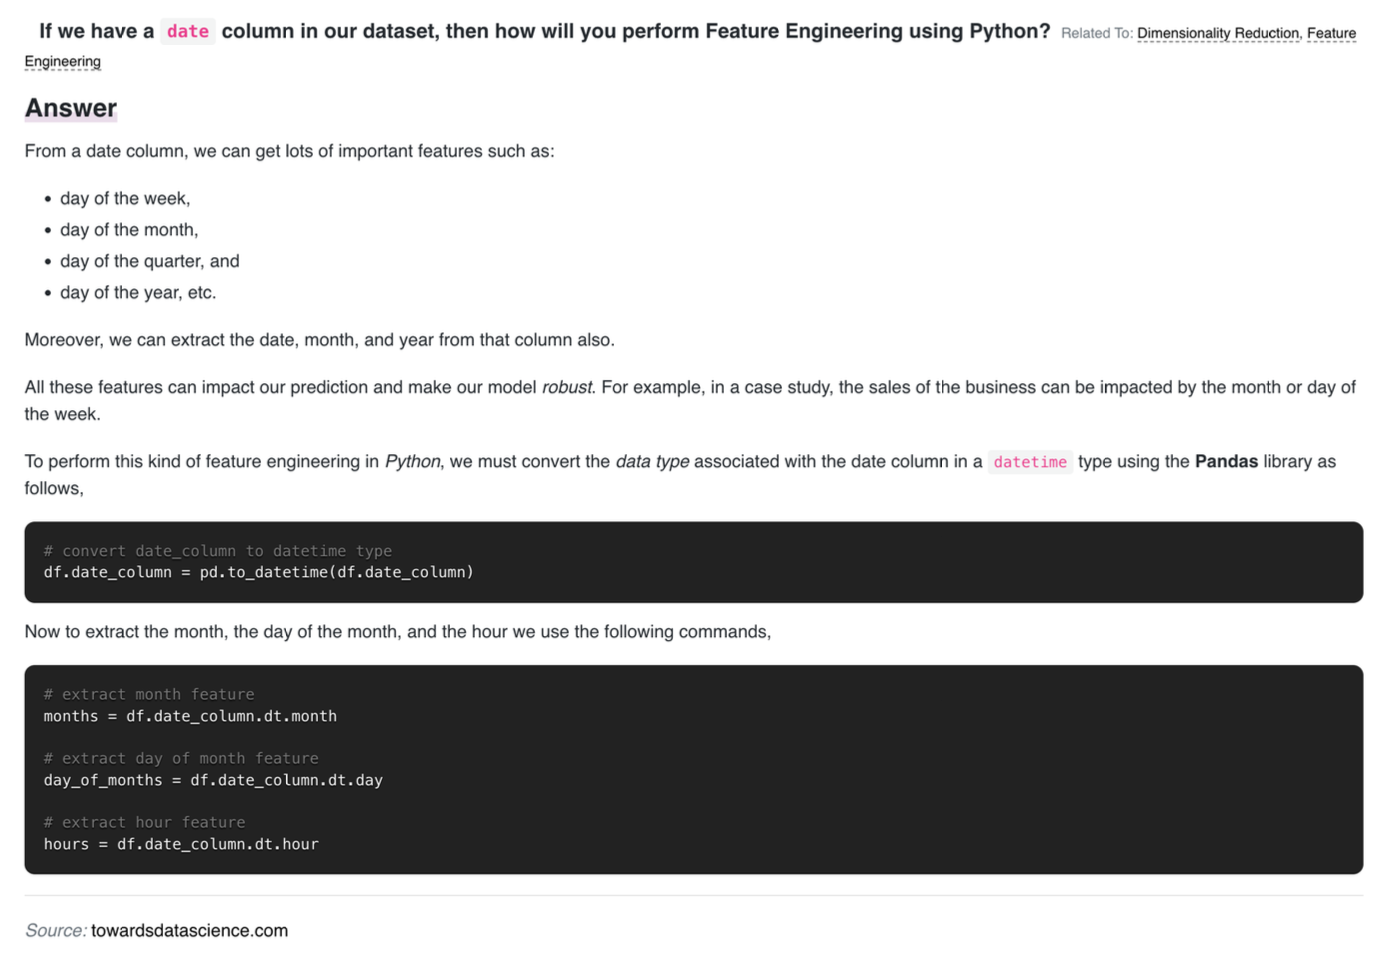 If we have a date column in our dataset, then how will you perform Feature Engineering using Python? Related To: Dimensionality Reduction, Feature
Engineering
Answer
From a date column, we can get lots of important features such as:
• day of the week,
• day of the month,
• day of the quarter, and
• day of the year, etc.
Moreover, we can extract the date, month, and year from that column also.
All these features can impact our prediction and make our model robust. For example, in a case study, the sales of the business can be impacted by the month or day of
the week.
To perform this kind of feature engineering in Python, we must convert the data type associated with the date column in a datetime type using the Pandas library as
follows,
# convert date_column to datetime type
df.date_column = pd.to_datetime(df.date_column)
Now to extract the month, the day of the month, and the hour we use the following commands,
# extract month feature
months = df.date_column.dt.month
# extract day of month feature
day_of_months = df.date_column.dt.day
# extract hour feature
hours = df.date_column.dt.hour
Source: towardsdatascience.com